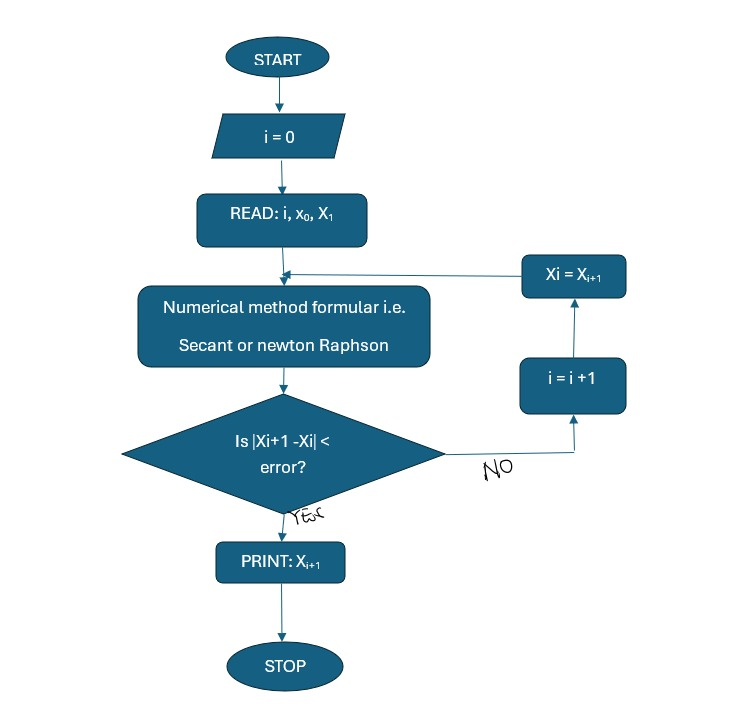 START
i = 0
READ: i, x₀, X₁
Numerical method formular i.e.
Secant or newton Raphson
Is |Xi+1 -Xi| <
error?
NO
Xi = Xᵢ₊₁
i = i +1
YES
PRINT: Xᵢ₊₁
STOP